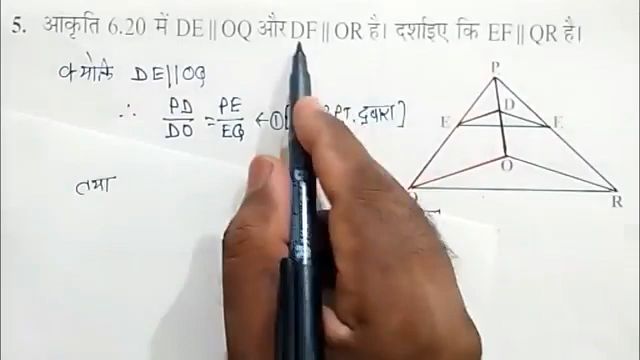 5. आकृति 6.20 में DE || OQ और DF || OR है। दर्शाइए कि EF || QR है।
क्योकि DE || OQ
∴ PD/DO = PE/EQ ← ① [ PT, द्वारा ]
तथा
P
D
E F
O
R